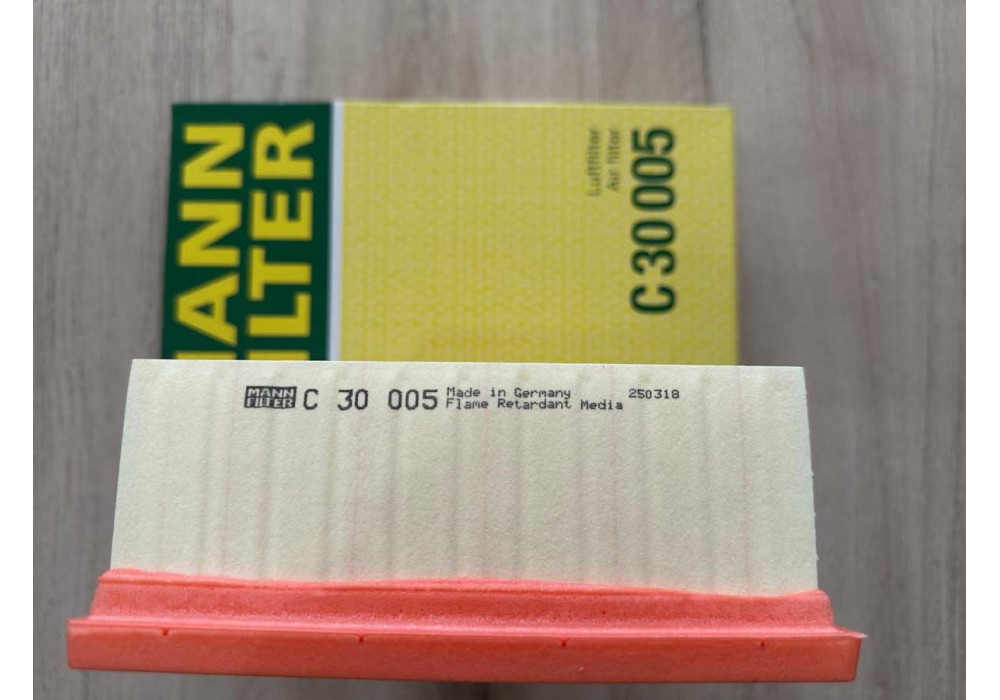 MANN
FILTER
Luftfilter
Air filter
C 30 005
MANN
FILTER
C 30 005
Made in Germany
Flame Retardant Media
250318